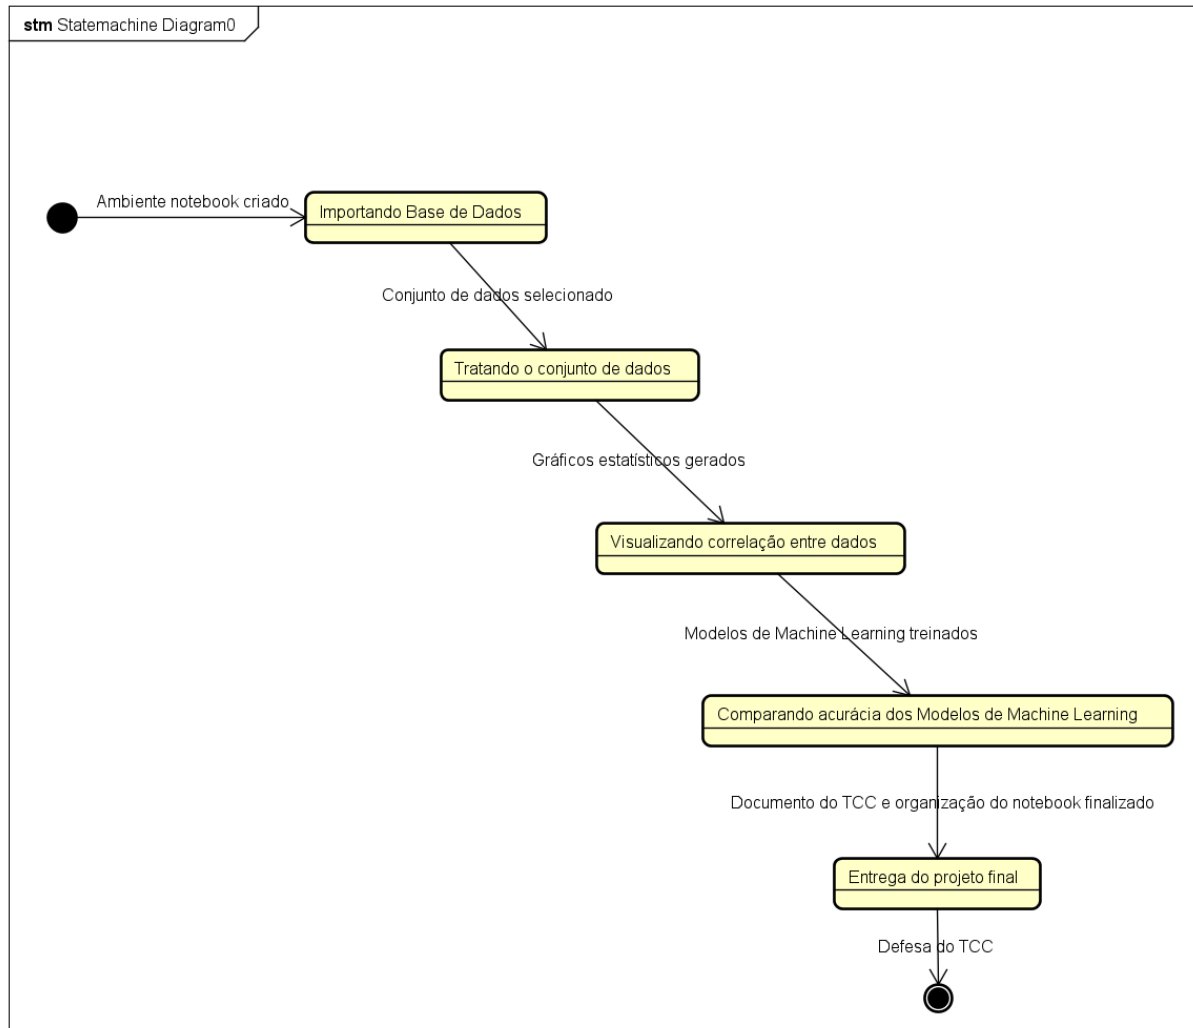 stm Statemachine Diagram0
Ambiente notebook criado
Importando Base de Dados
Conjunto de dados selecionado
Tratando o conjunto de dados
Gráficos estatísticos gerados
Visualizando correlação entre dados
Modelos de Machine Learning treinados
Comparando acurácia dos Modelos de Machine Learning
Documento do TCC e organização do notebook finalizado
Entrega do projeto final
Defesa do TCC